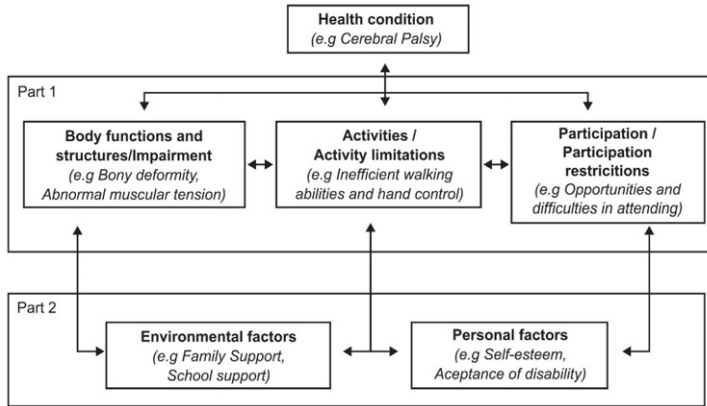 Health condition
(e.g Cerebral Palsy)
Part 1
Body functions and
structures/Impairment
(e.g Bony deformity,
Abnormal muscular tension)
Activities /
Activity limitations
(e.g Inefficient walking
abilities and hand control)
Participation /
Participation
restricitions
(e.g Opportunities and
difficulties in attending)
Part 2
Environmental factors
(e.g Family Support,
School support)
Personal factors
(e.g Self-esteem,
Aceptance of disability)